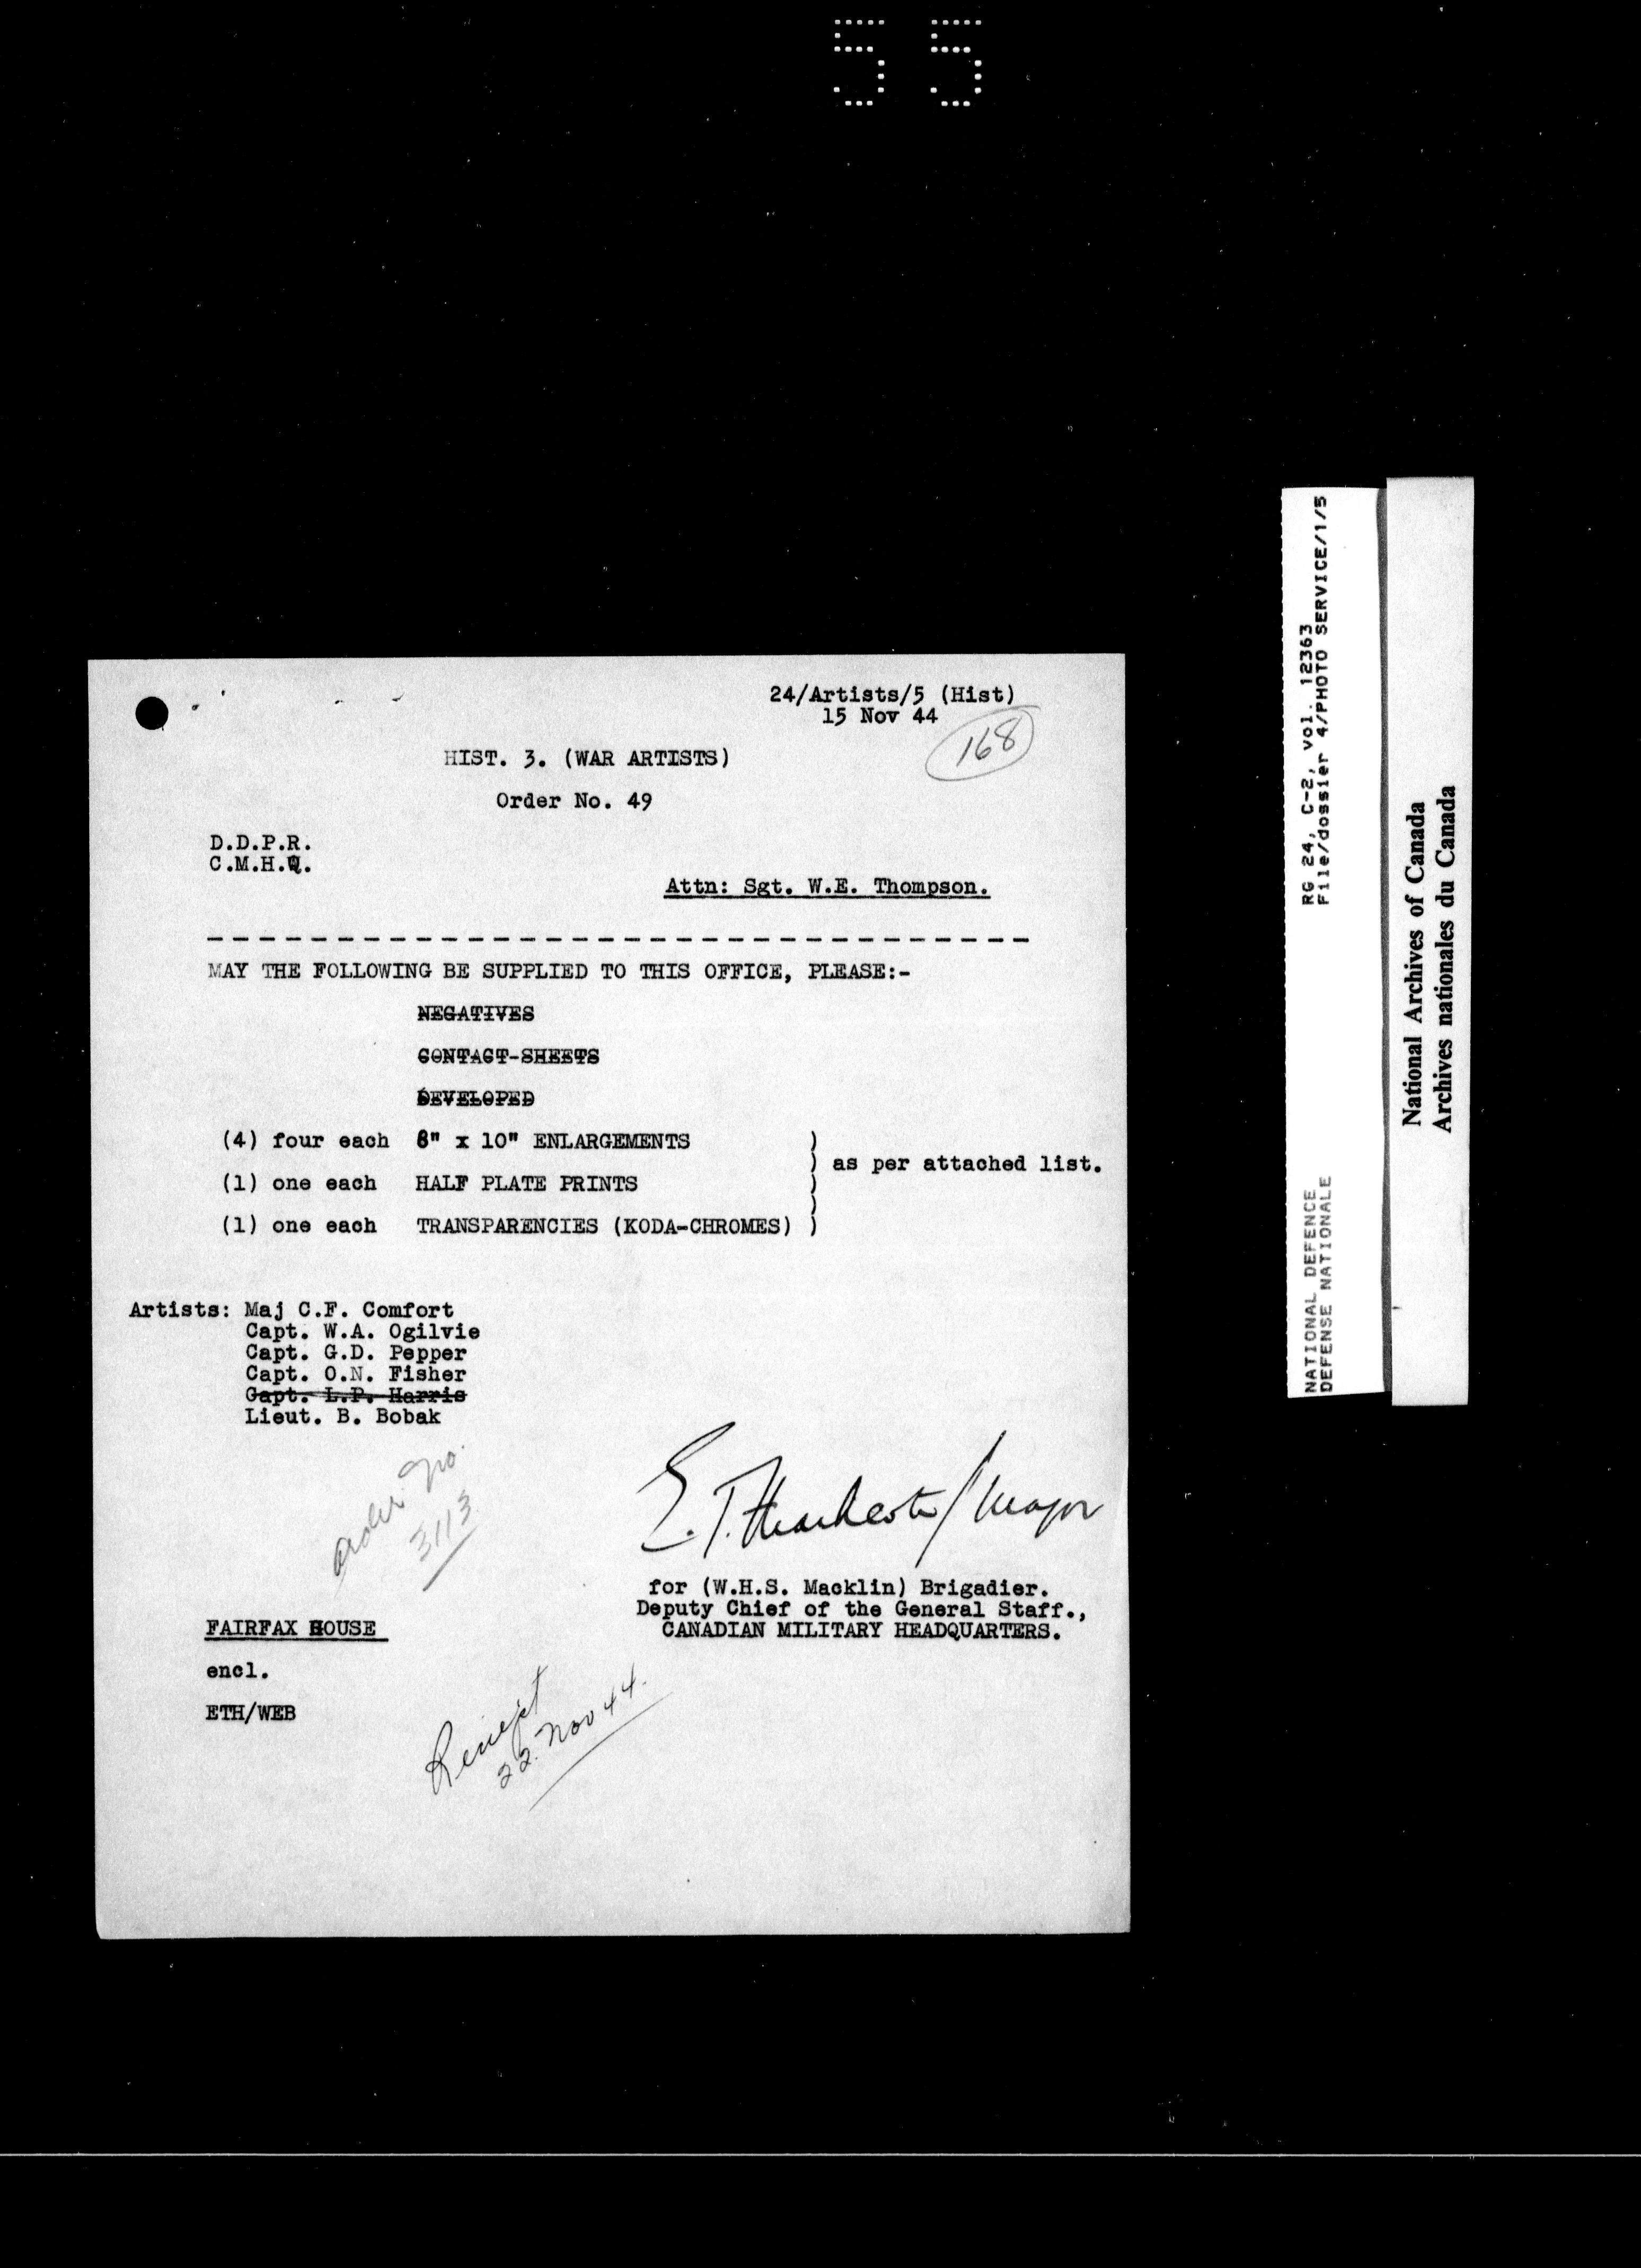 55
24/Artists/5 (Hist)
15 Nov 44
168
HIST. 3. (WAR ARTISTS)
Order No. 49
D.D.P.R.
C.M.H.Q.
Attn: Sgt. W.E. Thompson.
MAY THE FOLLOWING BE SUPPLIED TO THIS OFFICE, PLEASE:-
NEGATIVES
CONTACT-SHEETS
DEVELOPED
(4) four each 8" x 10" ENLARGEMENTS )
) as per attached list.
(1) one each HALF PLATE PRINTS )
)
(1) one each TRANSPARENCIES (KODA-CHROMES) )
Artists: Maj C.F. Comfort
Capt. W.A. Ogilvie
Capt. G.D. Pepper
Capt. O.N. Fisher
Capt. L.P. Harris
Lieut. B. Bobak
order no.
3113
E.T. /Major
for (W.H.S. Macklin) Brigadier.
Deputy Chief of the General Staff.,
CANADIAN MILITARY HEADQUARTERS.
FAIRFAX HOUSE
encl.
ETH/WEB
Receipt
22 Nov 44.
RG 24, C-2, vol. 12363
File/dossier 4/PHOTO SERVICE/1/5
NATIONAL DEFENCE
DEFENSE NATIONALE
National Archives of Canada
Archives nationales du Canada